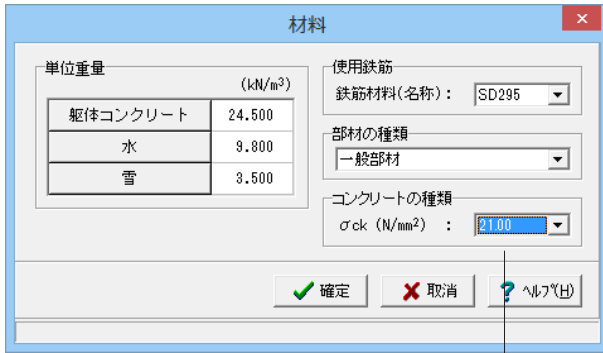 材料
単位重量
(kN/m³)
躯体コンクリート 24.500
水 9.800
雪 3.500
使用鉄筋
鉄筋材料(名称): SD295
部材の種類
一般部材
コンクリートの種類
σck (N/mm²) : 21.00
確定
取消
? ﾍﾙﾌﾟ(H)